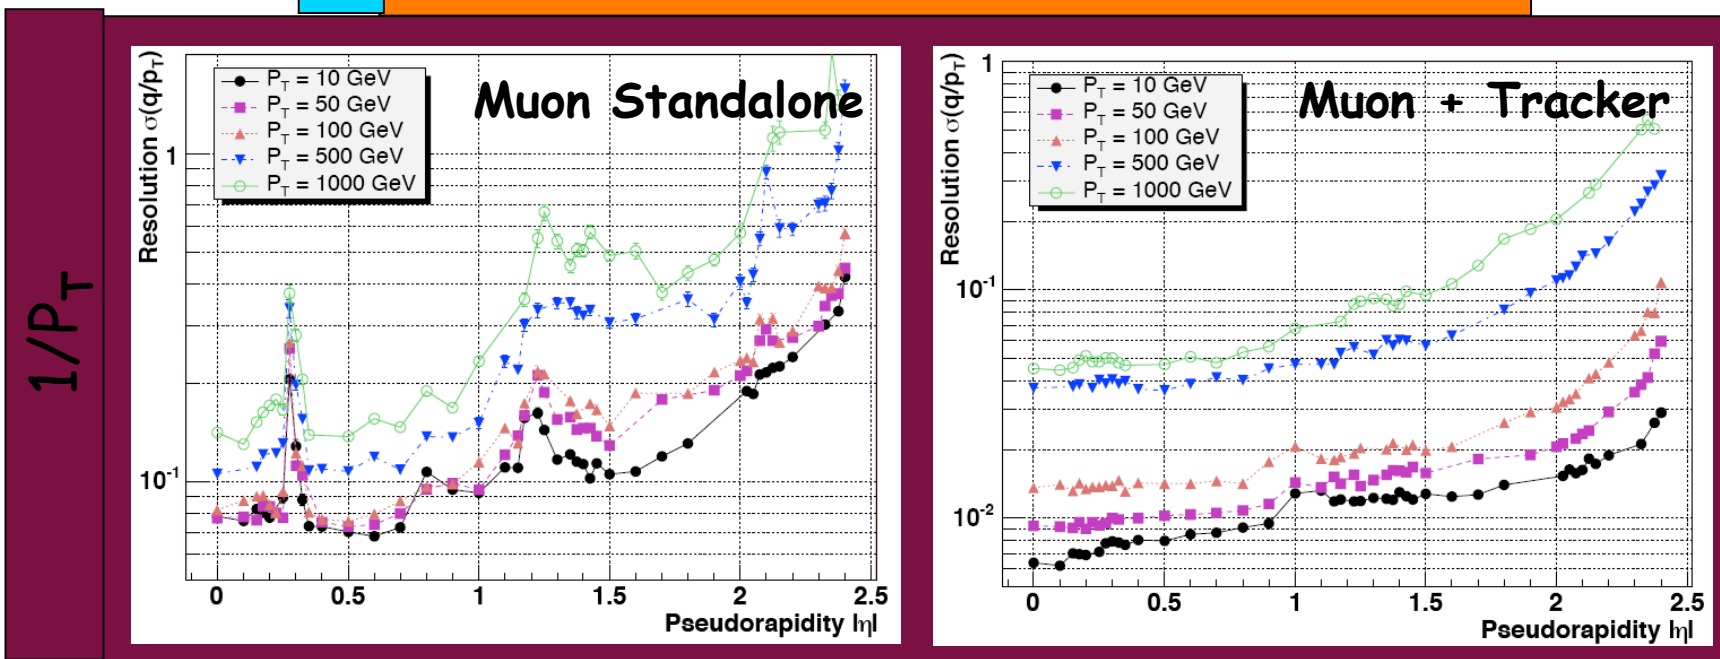 1/P_T
Muon Standalone
P_T = 10 GeV
P_T = 50 GeV
P_T = 100 GeV
P_T = 500 GeV
P_T = 1000 GeV
Resolution σ(q/p_T)
1
10^-1
0 0.5 1 1.5 2 2.5
Pseudorapidity |η|
Muon + Tracker
P_T = 10 GeV
P_T = 50 GeV
P_T = 100 GeV
P_T = 500 GeV
P_T = 1000 GeV
Resolution σ(q/p_T)
1
10^-1
10^-2
0 0.5 1 1.5 2 2.5
Pseudorapidity |η|